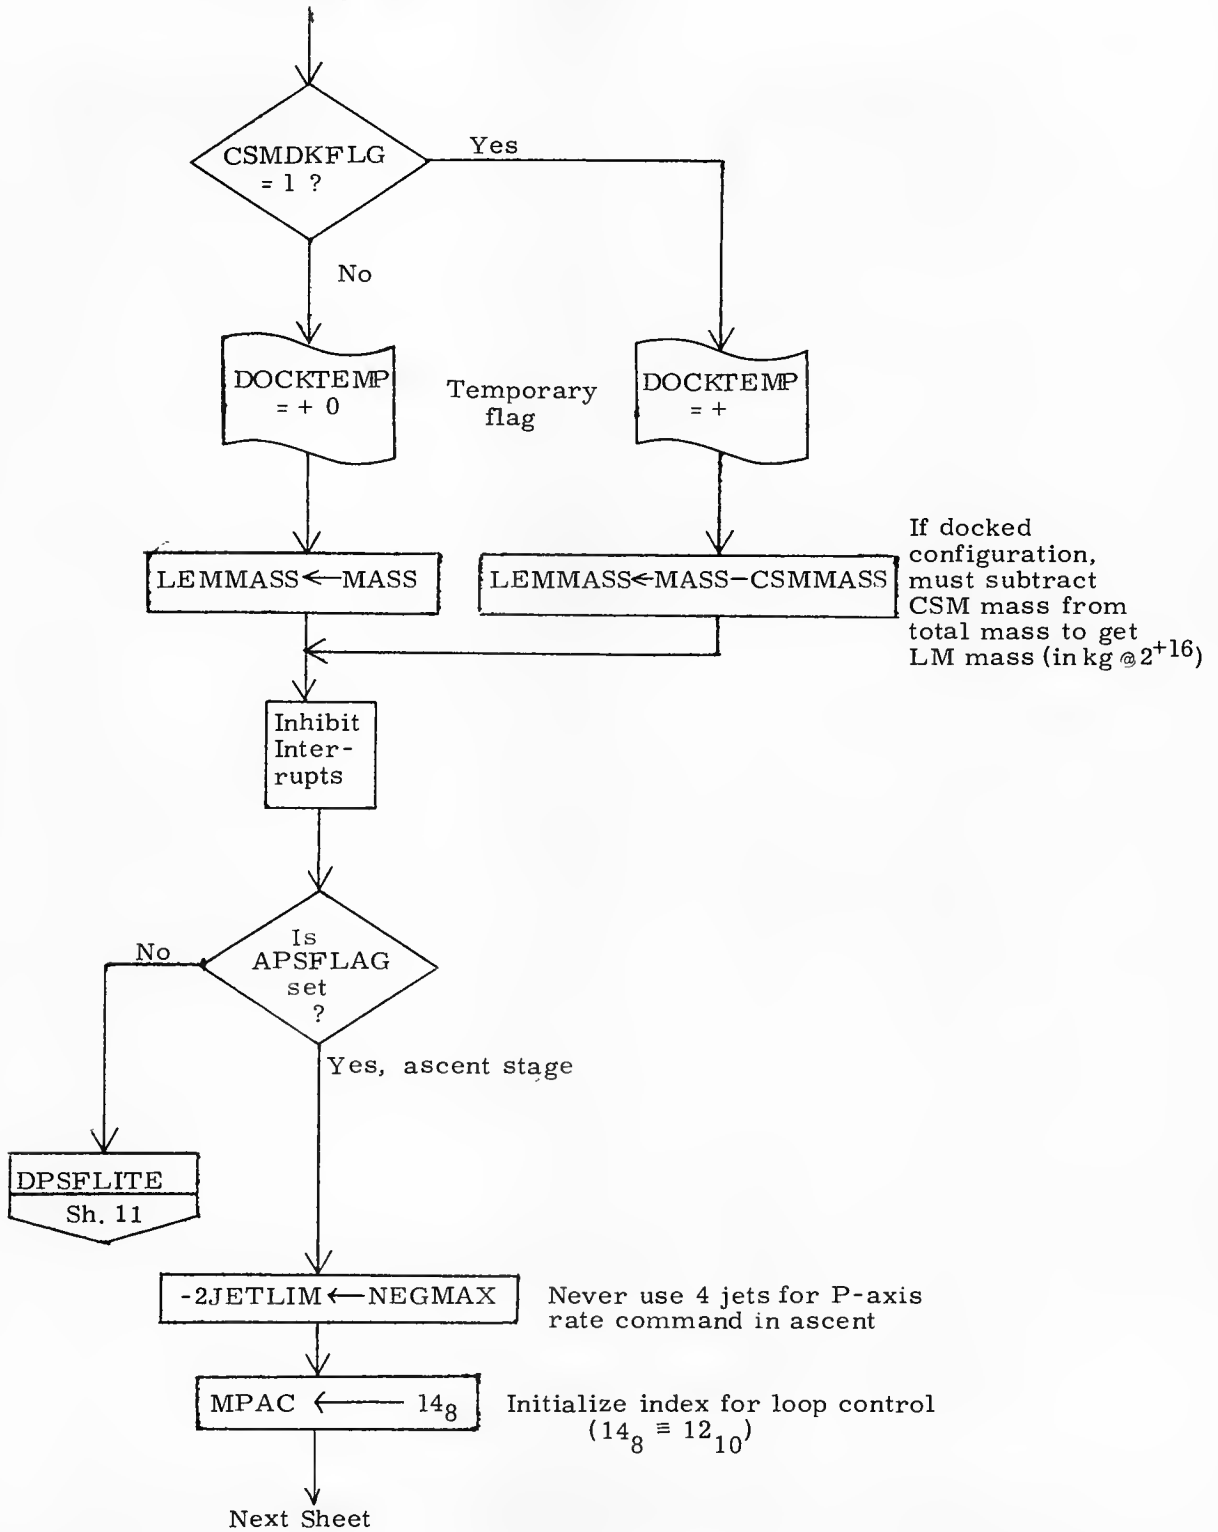 CSMDKFLG
= 1 ?
Yes
No
DOCKTEMP
= + 0
Temporary
flag
DOCKTEMP
= +
LEMMASS←MASS
LEMMASS←MASS−CSMMASS
If docked
configuration,
must subtract
CSM mass from
total mass to get
LM mass (in kg @ 2⁺¹⁶)
Inhibit
Inter-
rupts
Is
APSFLAG
set
?
No
Yes, ascent stage
DPSFLITE
Sh. 11
-2JETLIM←NEGMAX
Never use 4 jets for P-axis
rate command in ascent
MPAC ← 14₈
Initialize index for loop control
(14₈ ≡ 12₁₀)
Next Sheet